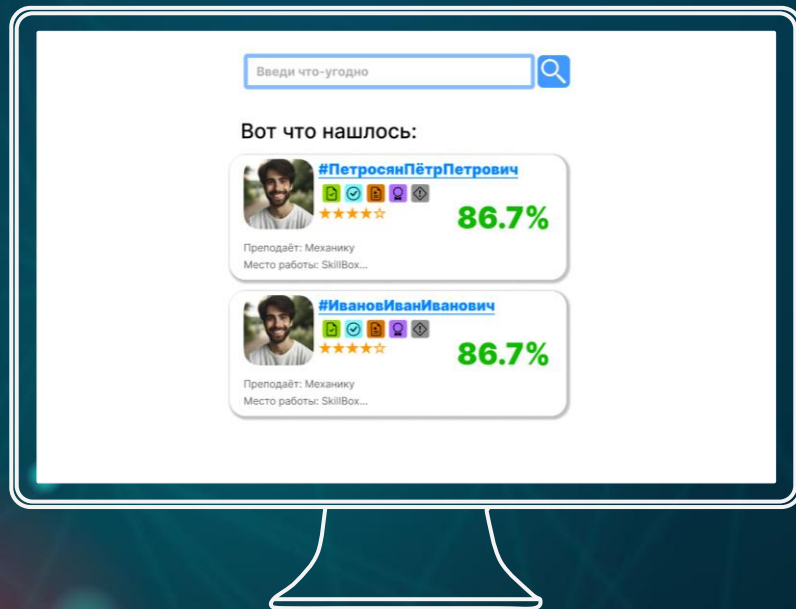 Введи что-угодно
Вот что нашлось:
#ПетросянПётрПетрович
★★★★☆
86.7%
Преподаёт: Механику
Место работы: SkillBox...
#ИвановИванИванович
★★★★☆
86.7%
Преподаёт: Механику
Место работы: SkillBox...